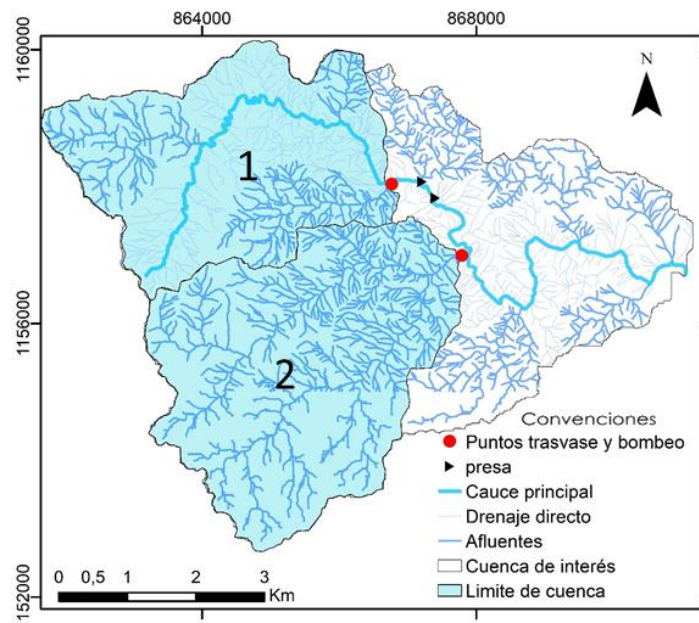 864000 868000
1160000
N
1
1156000
2
Convenciones
Puntos trasvase y bombeo
presa
Cauce principal
Drenaje directo
Afluentes
Cuenca de interés
Limite de cuenca
0 0,5 1 2 3
Km
152000